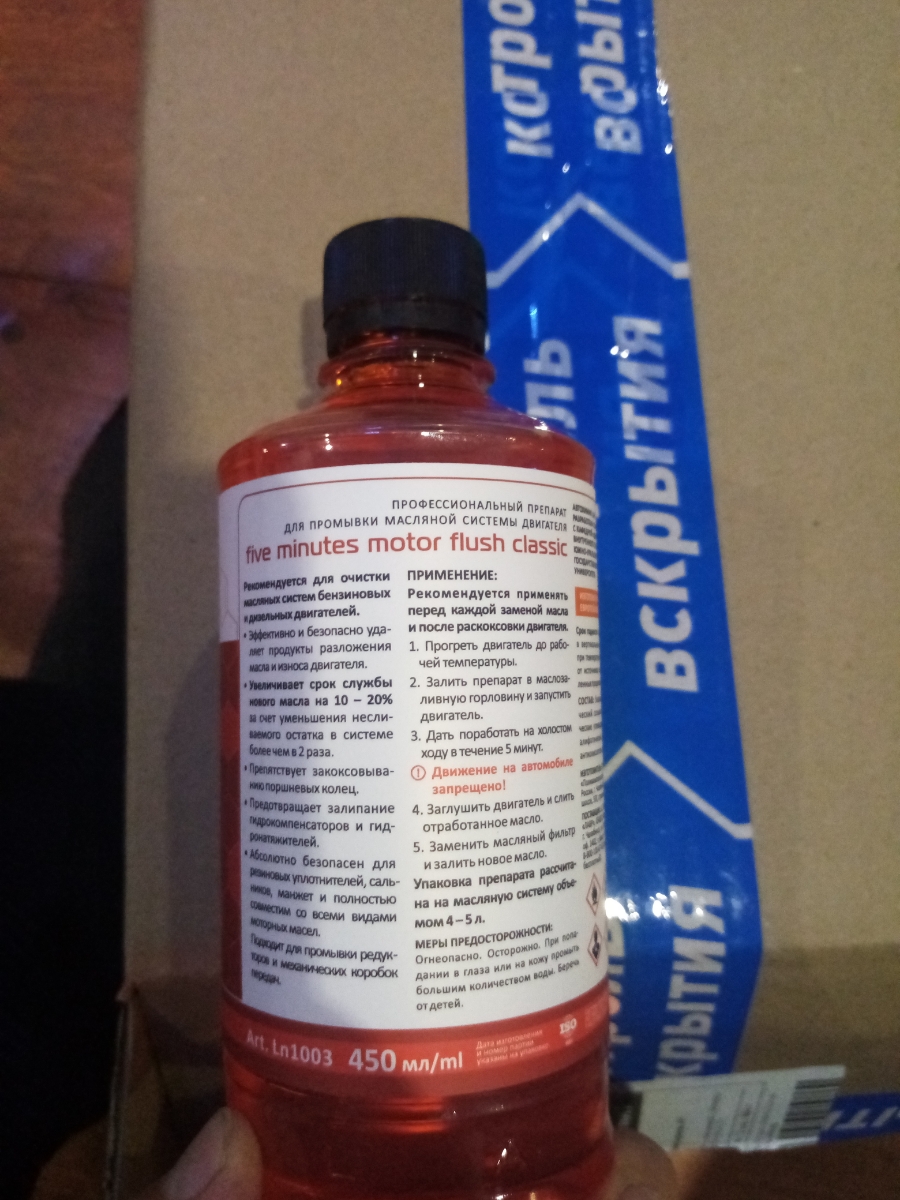 ПРОФЕССИОНАЛЬНЫЙ ПРЕПАРАТ
ДЛЯ ПРОМЫВКИ МАСЛЯНОЙ СИСТЕМЫ ДВИГАТЕЛЯ
five minutes motor flush classic
Рекомендуется для очистки
масляных систем бензиновых
и дизельных двигателей.
• Эффективно и безопасно уда-
ляет продукты разложения
масла и износа двигателя.
• Увеличивает срок службы
нового масла на 10 – 20%
за счет уменьшения несли-
ваемого остатка в системе
более чем в 2 раза.
• Препятствует закоксовыва-
нию поршневых колец.
• Предотвращает залипание
гидрокомпенсаторов и гид-
ронатяжителей.
• Абсолютно безопасен для
резиновых уплотнителей, саль-
ников, манжет и полностью
совместим со всеми видами
моторных масел.
Подходит для промывки редук-
торов и механических коробок
передач.
ПРИМЕНЕНИЕ:
Рекомендуется применять
перед каждой заменой масла
и после раскоксовки двигателя.
1. Прогреть двигатель до рабо-
чей температуры.
2. Залить препарат в маслоза-
ливную горловину и запустить
двигатель.
3. Дать поработать на холостом
ходу в течение 5 минут.
Движение на автомобиле
запрещено!
4. Заглушить двигатель и слить
отработанное масло.
5. Заменить масляный фильтр
и залить новое масло.
Упаковка препарата рассчита-
на на масляную систему объе-
мом 4 – 5 л.
МЕРЫ ПРЕДОСТОРОЖНОСТИ:
Огнеопасно. Осторожно. При попа-
дании в глаза или на кожу промыть
большим количеством воды. Беречь
от детей.
Art. Ln1003 450 мл/ml
Дата изготовления
и номер партии
указаны на упаковке
ISO
ВСКРЫТИЯ